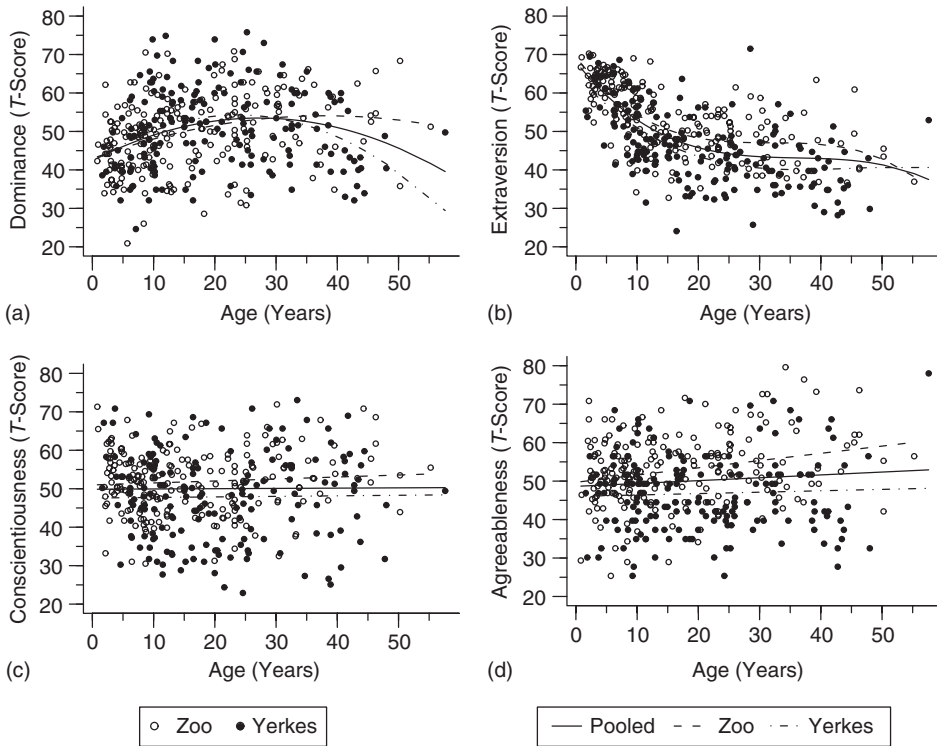 80
70
60
50
40
30
20
Dominance (T-Score)
0 10 20 30 40 50
Age (Years)
(a)
80
70
60
50
40
30
20
Extraversion (T-Score)
0 10 20 30 40 50
Age (Years)
(b)
80
70
60
50
40
30
20
Conscientiousness (T-Score)
0 10 20 30 40 50
Age (Years)
(c)
80
70
60
50
40
30
20
Agreeableness (T-Score)
0 10 20 30 40 50
Age (Years)
(d)
Zoo Yerkes
Pooled Zoo Yerkes